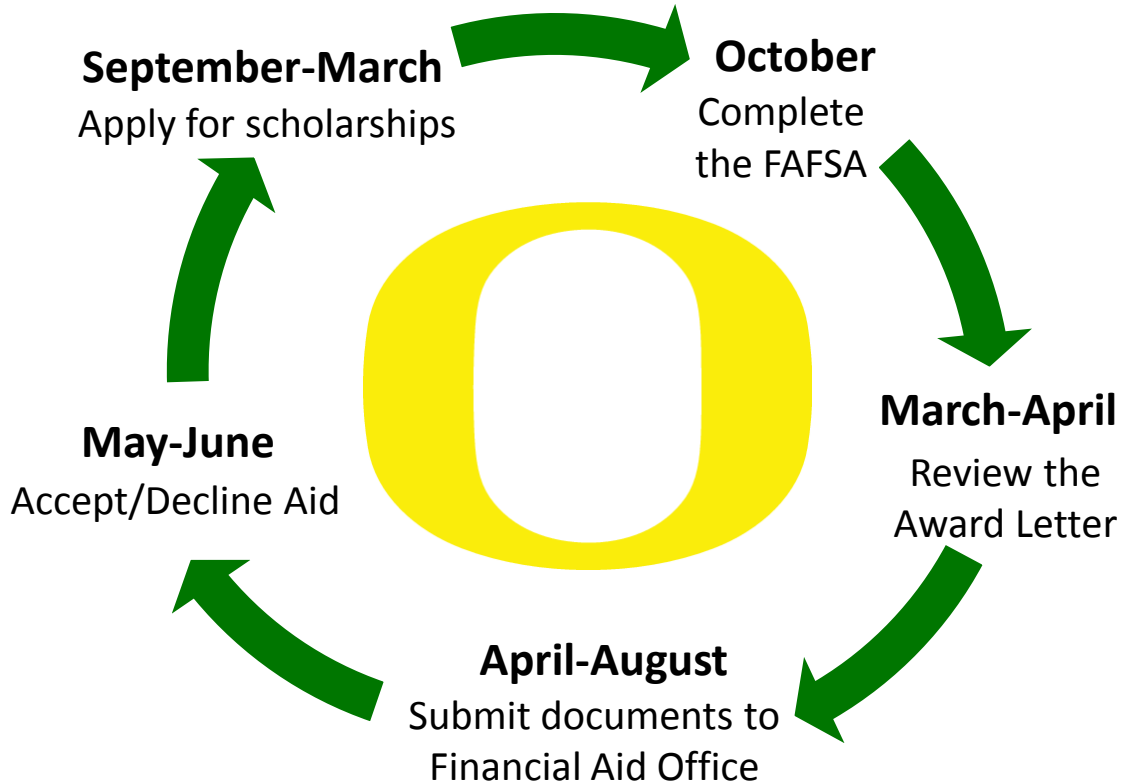 September-March
Apply for scholarships
October
Complete
the FAFSA
March-April
Review the
Award Letter
April-August
Submit documents to
Financial Aid Office
May-June
Accept/Decline Aid
O